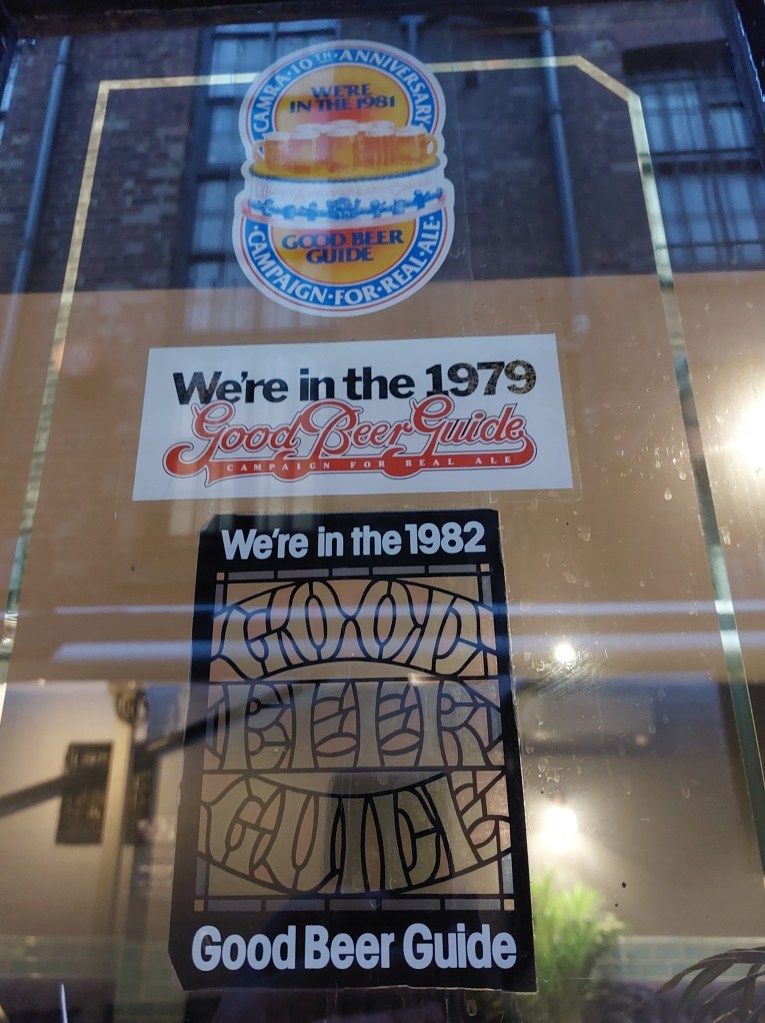 CAMRA·10TH·ANNIVERSARY
WE'RE
IN THE 1981
GOOD BEER
GUIDE
·CAMPAIGN·FOR·REAL·ALE·
We're in the 1979
Good Beer Guide
CAMPAIGN FOR REAL ALE
We're in the 1982
GOOD
BEER
GUIDE
Good Beer Guide